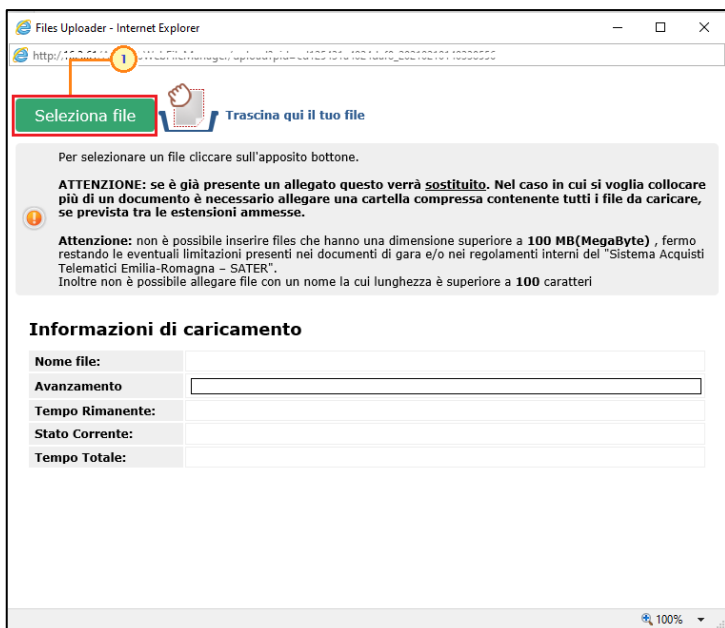 Files Uploader - Internet Explorer
http:/
1
Seleziona file
Trascina qui il tuo file
Per selezionare un file cliccare sull'apposito bottone.
ATTENZIONE: se è già presente un allegato questo verrà sostituito. Nel caso in cui si voglia collocare
più di un documento è necessario allegare una cartella compressa contenente tutti i file da caricare,
se prevista tra le estensioni ammesse.
Attenzione: non è possibile inserire files che hanno una dimensione superiore a 100 MB(MegaByte) , fermo
restando le eventuali limitazioni presenti nei documenti di gara e/o nei regolamenti interni del "Sistema Acquisti
Telematici Emilia-Romagna – SATER".
Inoltre non è possibile allegare file con un nome la cui lunghezza è superiore a 100 caratteri
Informazioni di caricamento
Nome file:
Avanzamento
Tempo Rimanente:
Stato Corrente:
Tempo Totale:
100%